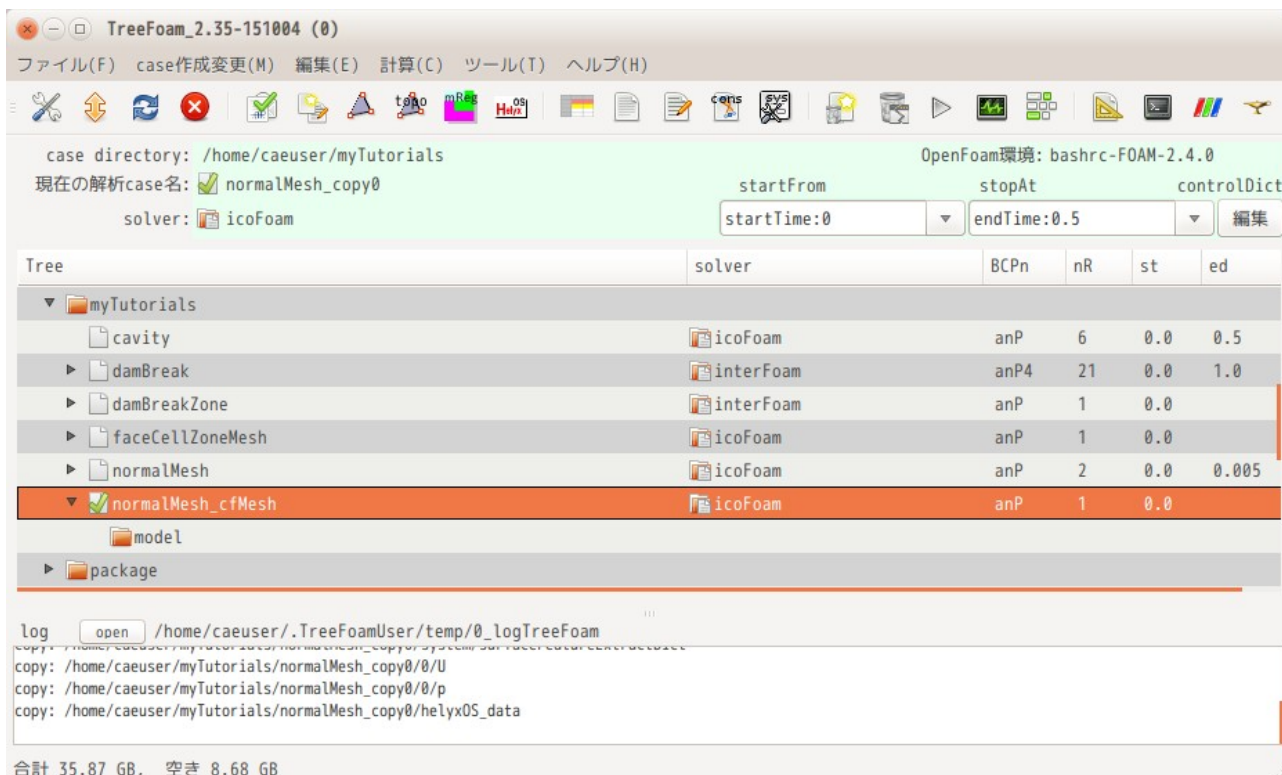 TreeFoam_2.35-151004 (0)
ファイル(F) case作成変更(M) 編集(E) 計算(C) ツール(T) ヘルプ(H)
topo mReg Helyx OS cons sys
case directory: /home/caeuser/myTutorials OpenFoam環境: bashrc-FOAM-2.4.0
現在の解析case名: normalMesh_copy0 startFrom stopAt controlDict
solver: icoFoam startTime:0 endTime:0.5 編集
Tree solver BCPn nR st ed
myTutorials
cavity icoFoam anP 6 0.0 0.5
damBreak interFoam anP4 21 0.0 1.0
damBreakZone interFoam anP 1 0.0
faceCellZoneMesh icoFoam anP 1 0.0
normalMesh icoFoam anP 2 0.0 0.005
normalMesh_cfMesh icoFoam anP 1 0.0
model
package
log open /home/caeuser/.TreeFoamUser/temp/0_logTreeFoam
copy: /home/caeuser/myTutorials/normalMesh_copy0/system/surfaceFeatureExtractDict
copy: /home/caeuser/myTutorials/normalMesh_copy0/0/U
copy: /home/caeuser/myTutorials/normalMesh_copy0/0/p
copy: /home/caeuser/myTutorials/normalMesh_copy0/helyxOS_data
合計 35.87 GB, 空き 8.68 GB